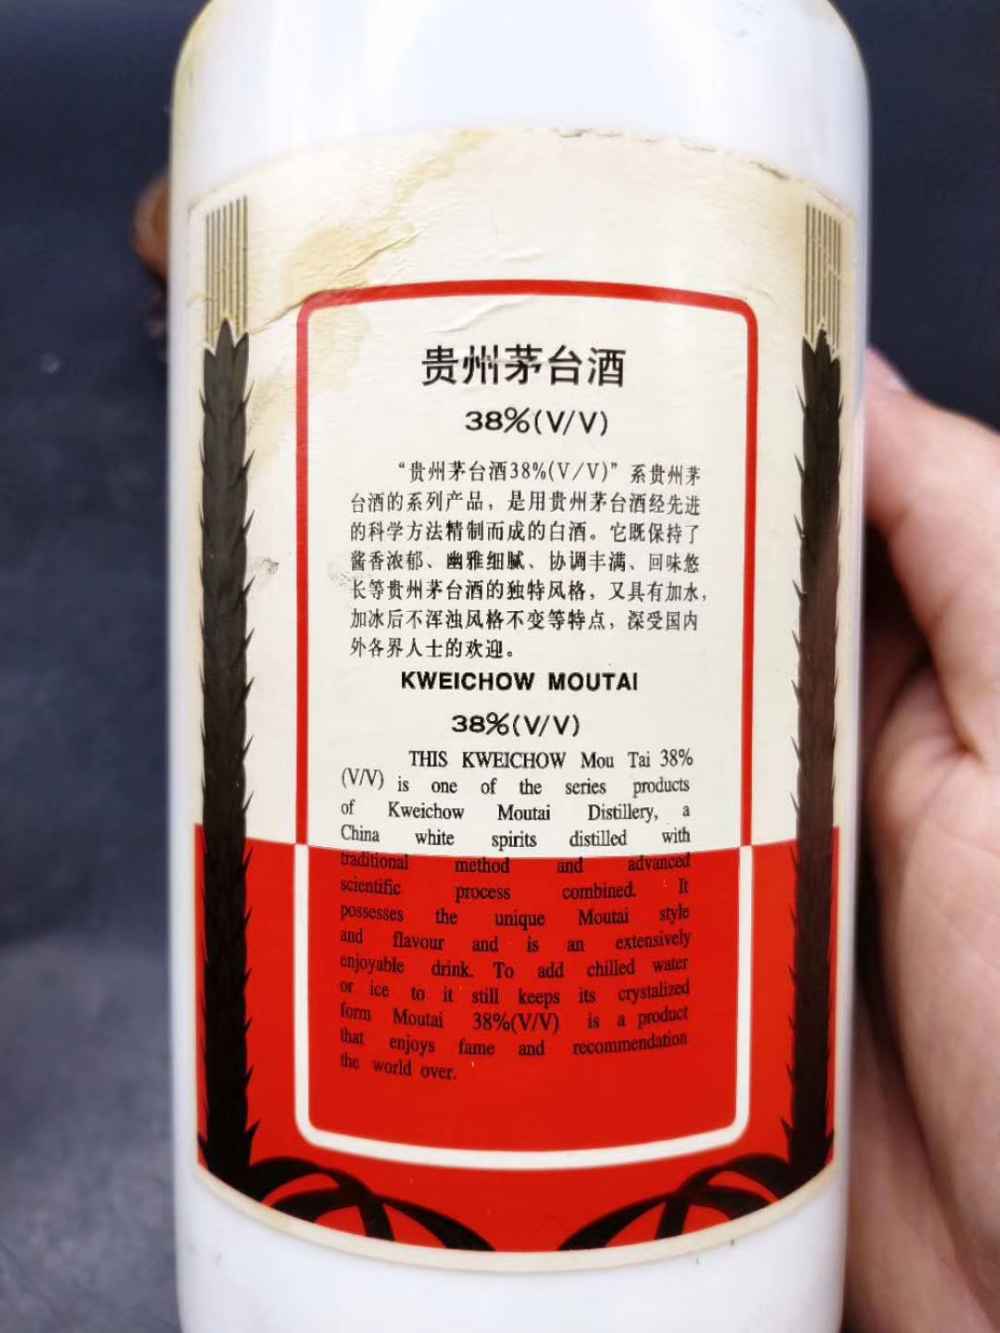 贵州茅台酒
38%(V/V)
“贵州茅台酒38%(V/V)”系贵州茅
台酒的系列产品，是用贵州茅台酒经先进
的科学方法精制而成的白酒。它既保持了
酱香浓郁、幽雅细腻、协调丰满、回味悠
长等贵州茅台酒的独特风格，又具有加水，
加冰后不浑浊风格不变等特点，深受国内
外各界人士的欢迎。
KWEICHOW MOUTAI
38%(V/V)
THIS KWEICHOW Mou Tai 38%
(V/V) is one of the series products
of Kweichow Moutai Distillery, a
China white spirits distilled with
traditional method and advanced
scientific process combined. It
possesses the unique Moutai style
and flavour and is an extensively
enjoyable drink. To add chilled water
or ice to it still keeps its crystalized
form Moutai 38%(V/V) is a product
that enjoys fame and recommendation
the world over.